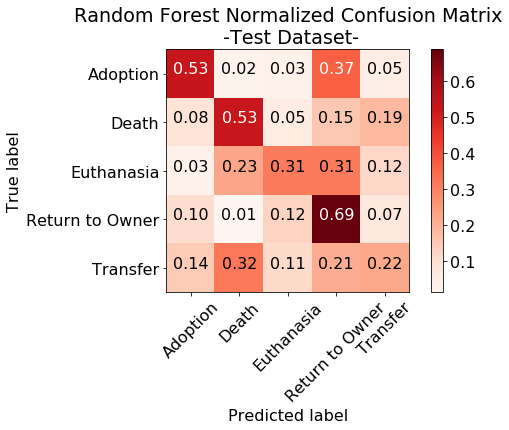 Random Forest Normalized Confusion Matrix
-Test Dataset-
True label
Adoption 0.53 0.02 0.03 0.37 0.05
Death 0.08 0.53 0.05 0.15 0.19
Euthanasia 0.03 0.23 0.31 0.31 0.12
Return to Owner 0.10 0.01 0.12 0.69 0.07
Transfer 0.14 0.32 0.11 0.21 0.22
Adoption Death Euthanasia Return to Owner Transfer
Predicted label
0.6
0.5
0.4
0.3
0.2
0.1